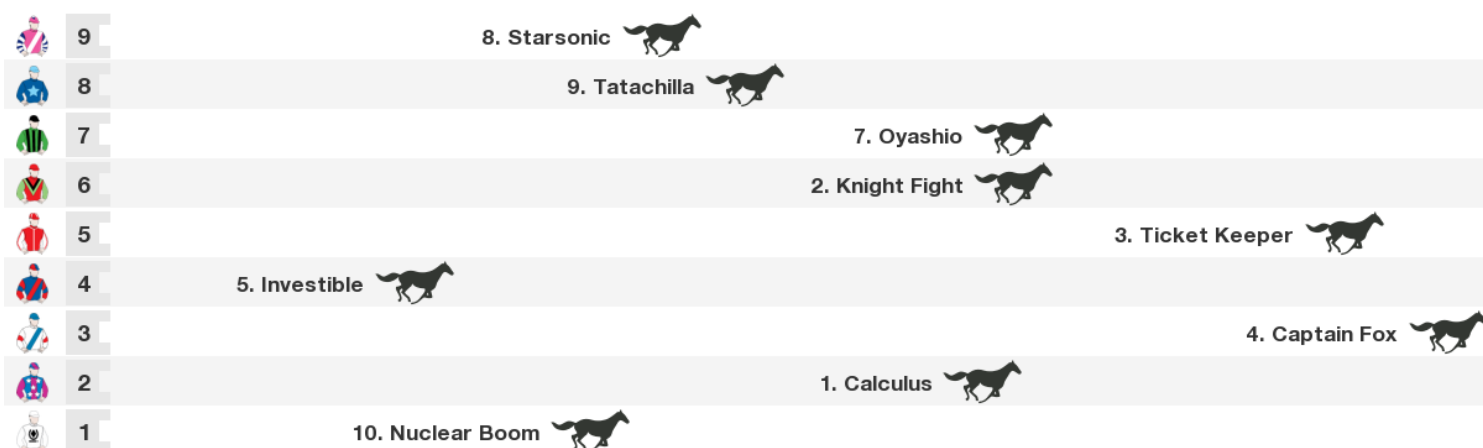 9 8. Starsonic
8 9. Tatachilla
7 7. Oyashio
6 2. Knight Fight
5 3. Ticket Keeper
4 5. Investible
3 4. Captain Fox
2 1. Calculus
1 10. Nuclear Boom